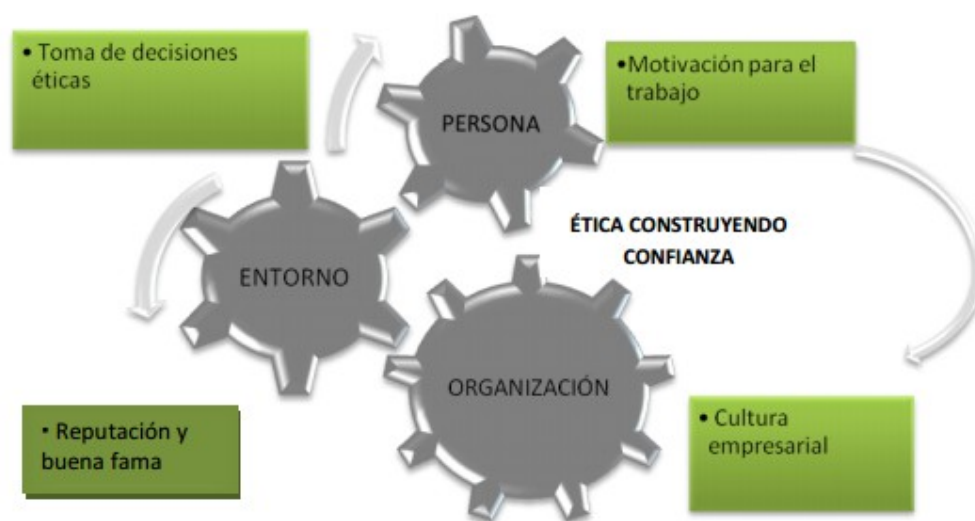 • Toma de decisiones
éticas
PERSONA
•Motivación para el
trabajo
ÉTICA CONSTRUYENDO
CONFIANZA
ENTORNO
ORGANIZACIÓN
• Reputación y
buena fama
• Cultura
empresarial